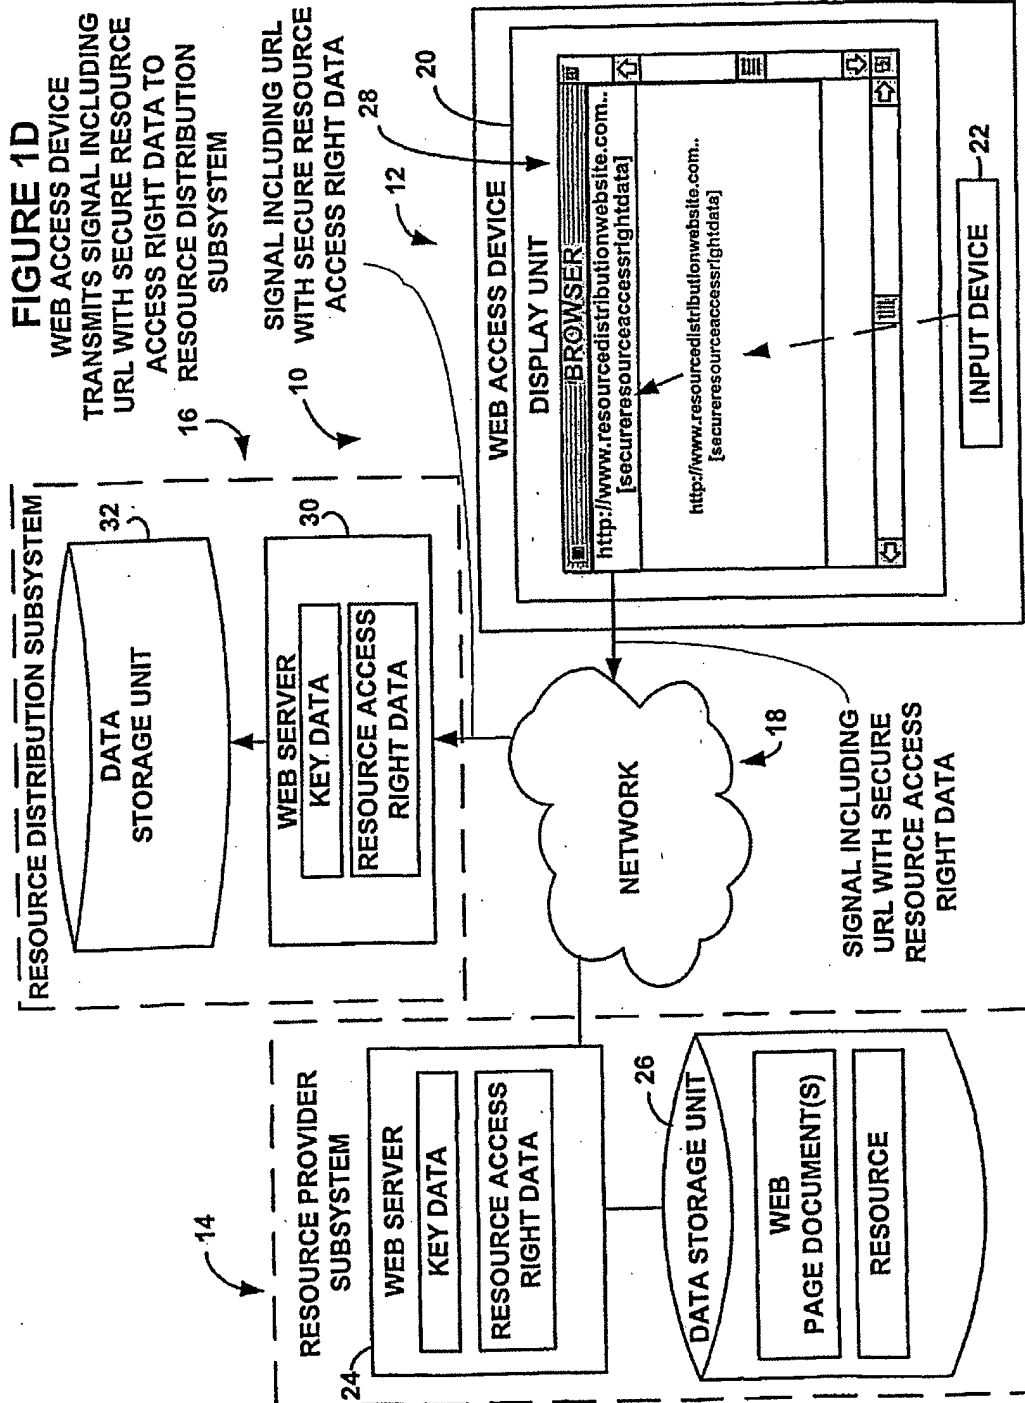 FIGURE 1D
WEB ACCESS DEVICE
TRANSMITS SIGNAL INCLUDING
URL WITH SECURE RESOURCE
ACCESS RIGHT DATA TO
RESOURCE DISTRIBUTION
SUBSYSTEM
16
10
SIGNAL INCLUDING URL
WITH SECURE RESOURCE
ACCESS RIGHT DATA
12
28
20
RESOURCE DISTRIBUTION SUBSYSTEM
32
DATA
STORAGE UNIT
30
WEB SERVER
KEY DATA
RESOURCE ACCESS
RIGHT DATA
WEB ACCESS DEVICE
DISPLAY UNIT
BROWSER
http://www.resourcedistributionwebsite.com..
[secureresourceaccessrightdata]
http://www.resourcedistributionwebsite.com..
[secureresourceaccessrightdata]
INPUT DEVICE
22
14
RESOURCE PROVIDER
SUBSYSTEM
24
WEB SERVER
KEY DATA
RESOURCE ACCESS
RIGHT DATA
26
DATA STORAGE UNIT
WEB
PAGE DOCUMENT(S)
RESOURCE
NETWORK
18
SIGNAL INCLUDING
URL WITH SECURE
RESOURCE ACCESS
RIGHT DATA